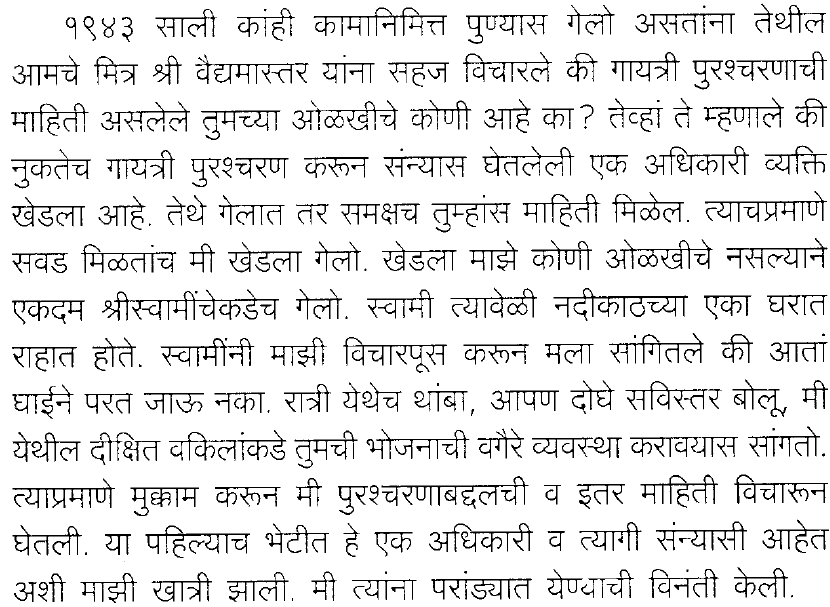 १९४३ साली कांही कामानिमित्त पुण्यास गेलो असतांना तेथील
आमचे मित्र श्री वैद्यमास्तर यांना सहज विचारले की गायत्री पुरश्चरणाची
माहिती असलेले तुमच्या ओळखीचे कोणी आहे का? तेव्हां ते म्हणाले की
नुकतेच गायत्री पुरश्चरण करून संन्यास घेतलेली एक अधिकारी व्यक्ति
खेडला आहे. तेथे गेलात तर समक्षच तुम्हांस माहिती मिळेल. त्याचप्रमाणे
सवड मिळतांच मी खेडला गेलो. खेडला माझे कोणी ओळखीचे नसल्याने
एकदम श्रीस्वामींचेकडेच गेलो. स्वामी त्यावेळी नदीकाठच्या एका घरात
राहात होते. स्वामींनी माझी विचारपूस करून मला सांगितले की आतां
घाईने परत जाऊ नका. रात्री येथेच थांबा, आपण दोघे सविस्तर बोलू, मी
येथील दीक्षित वकिलांकडे तुमची भोजनाची वगैरे व्यवस्था करावयास सांगतो.
त्याप्रमाणे मुक्काम करून मी पुरश्चरणाबद्दलची व इतर माहिती विचारून
घेतली. या पहिल्याच भेटीत हे एक अधिकारी व त्यागी संन्यासी आहेत
अशी माझी खात्री झाली. मी त्यांना परांड्यात येण्याची विनंती केली.